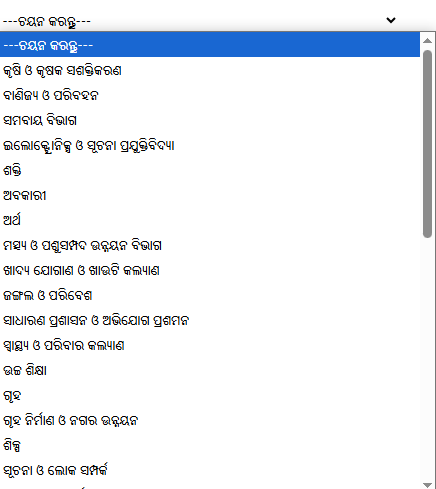 ---ଚୟନ କରନ୍ତୁ---
---ଚୟନ କରନ୍ତୁ---
କୃଷି ଓ କୃଷକ ସଶକ୍ତିକରଣ
ବାଣିଜ୍ୟ ଓ ପରିବହନ
ସମବାୟ ବିଭାଗ
ଇଲେକ୍ଟ୍ରୋନିକ୍ସ ଓ ସୂଚନା ପ୍ରଯୁକ୍ତିବିଦ୍ୟା
ଶକ୍ତି
ଅବକାରୀ
ଅର୍ଥ
ମତ୍ସ୍ୟ ଓ ପଶୁସମ୍ପଦ ଉନ୍ନୟନ ବିଭାଗ
ଖାଦ୍ୟ ଯୋଗାଣ ଓ ଖାଉଟି କଲ୍ୟାଣ
ଜଙ୍ଗଲ ଓ ପରିବେଶ
ସାଧାରଣ ପ୍ରଶାସନ ଓ ଅଭିଯୋଗ ପ୍ରଶମନ
ସ୍ୱାସ୍ଥ୍ୟ ଓ ପରିବାର କଲ୍ୟାଣ
ଉଚ୍ଚ ଶିକ୍ଷା
ଗୃହ
ଗୃହ ନିର୍ମାଣ ଓ ନଗର ଉନ୍ନୟନ
ଶିଳ୍ପ
ସୂଚନା ଓ ଲୋକ ସମ୍ପର୍କ